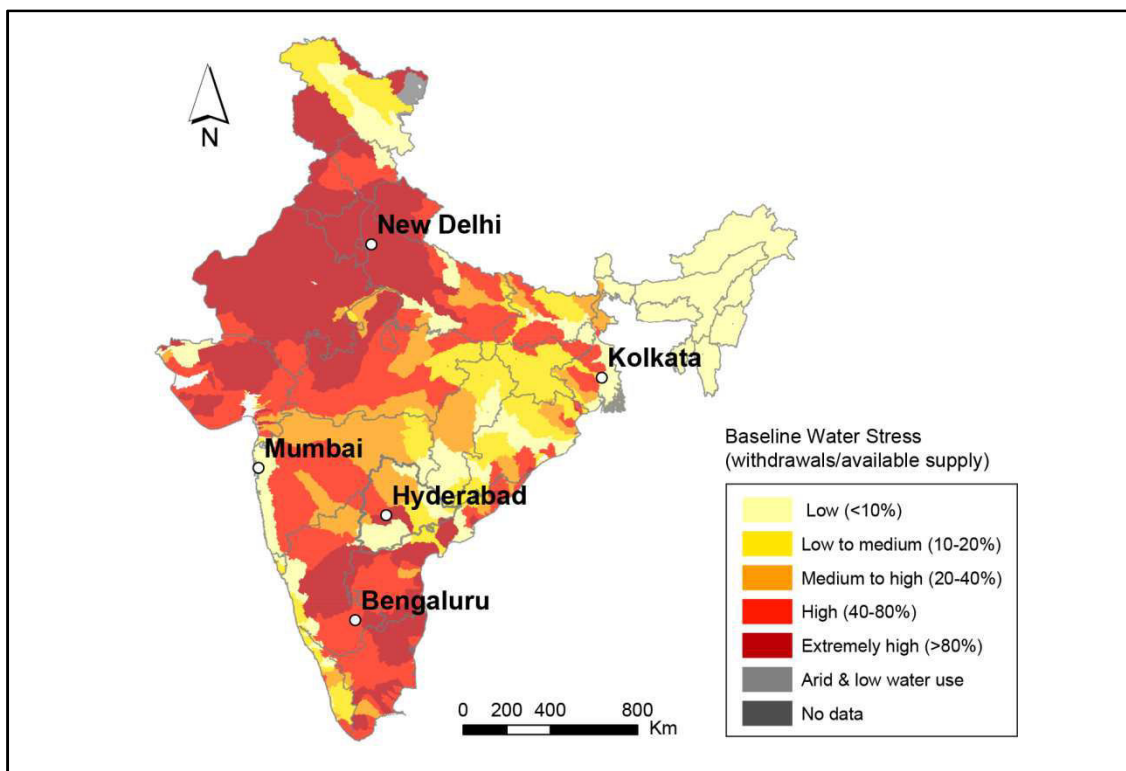 N
New Delhi
Kolkata
Mumbai
Hyderabad
Bengaluru
Baseline Water Stress
(withdrawals/available supply)
Low (<10%)
Low to medium (10-20%)
Medium to high (20-40%)
High (40-80%)
Extremely high (>80%)
Arid & low water use
No data
0 200 400 800
Km